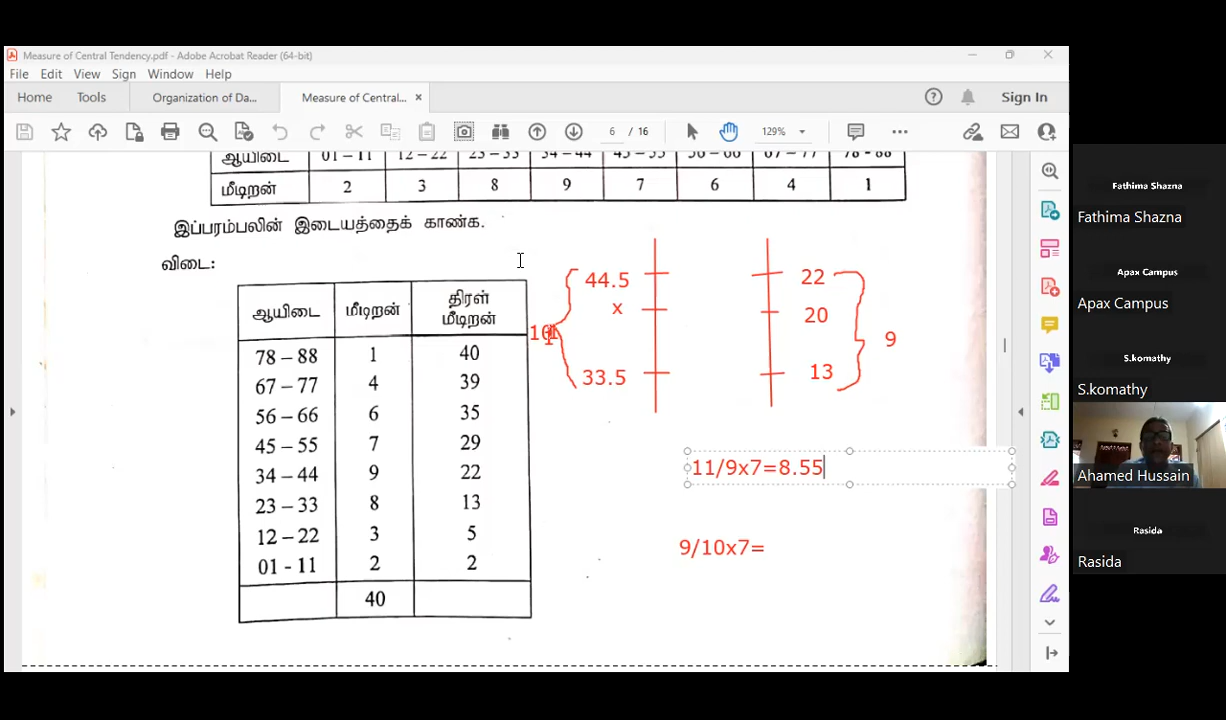 Measure of Central Tendency.pdf - Adobe Acrobat Reader (64-bit)
File Edit View Sign Window Help
Home Tools Organization of Da... Measure of Central... × Sign In
6 / 16 129%
ஆயிடை 01 – 11 12 – 22 23 – 33 34 – 44 45 – 55 56 – 66 67 – 77 78 - 88
மீடிறன் 2 3 8 9 7 6 4 1
இப்பரம்பலின் இடையத்தைக் காண்க.
விடை:
ஆயிடை மீடிறன் திரள் மீடிறன்
78 – 88 1 40
67 – 77 4 39
56 – 66 6 35
45 – 55 7 29
34 – 44 9 22
23 – 33 8 13
12 – 22 3 5
01 - 11 2 2
40
44.5 22
x 20
9
33.5 13
11/9x7=8.55
9/10x7=
Fathima Shazna
Fathima Shazna
Apax Campus
Apax Campus
S.komathy
S.komathy
Ahamed Hussain
Rasida
Rasida